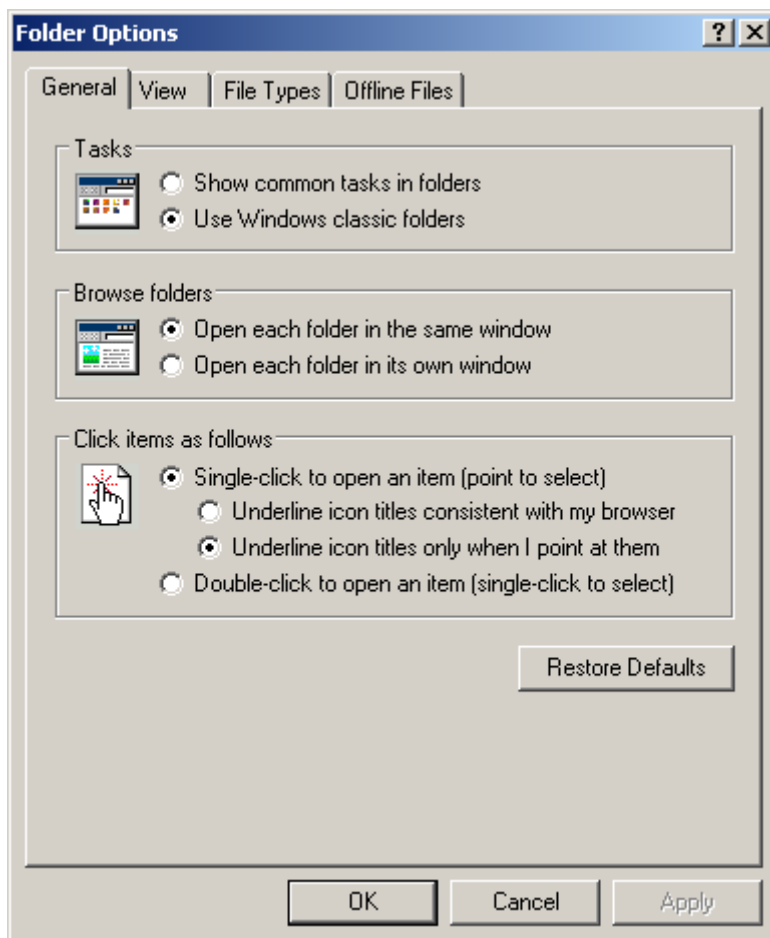 Folder Options
General View File Types Offline Files
Tasks
Show common tasks in folders
Use Windows classic folders
Browse folders
Open each folder in the same window
Open each folder in its own window
Click items as follows
Single-click to open an item (point to select)
Underline icon titles consistent with my browser
Underline icon titles only when I point at them
Double-click to open an item (single-click to select)
Restore Defaults
OK Cancel Apply